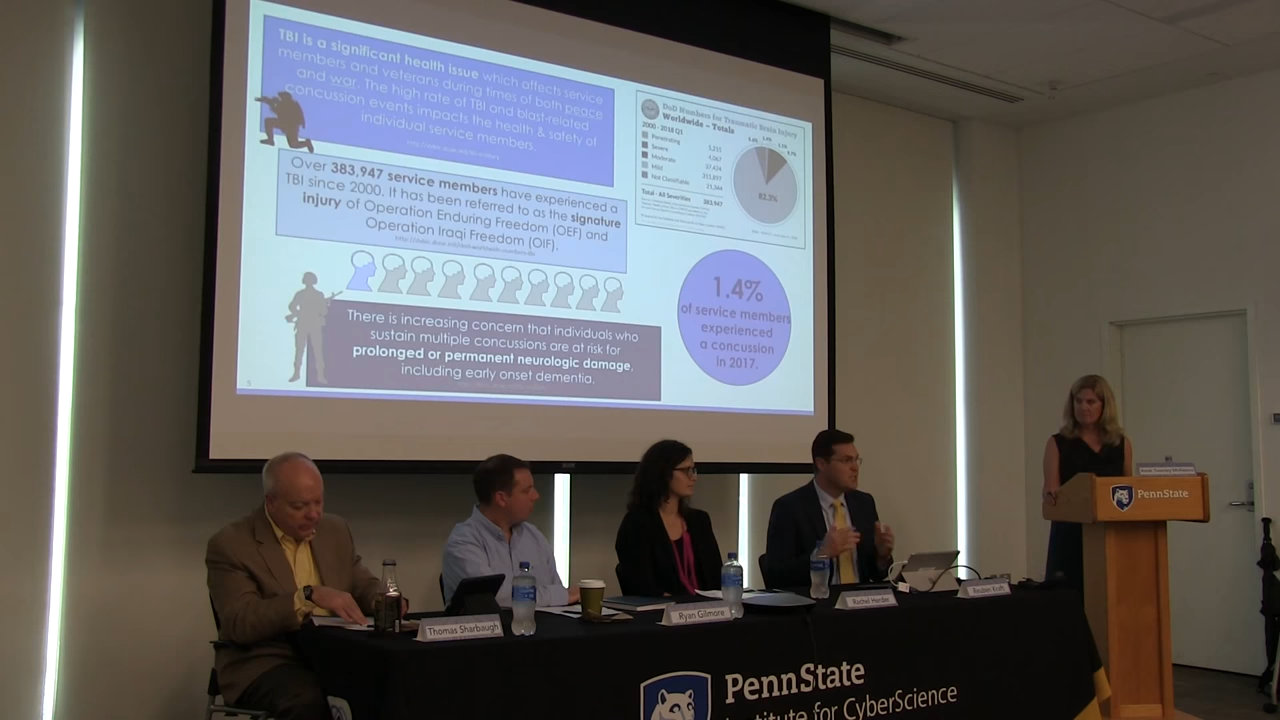 TBI is a significant health issue which affects service
members and veterans during times of both peace
and war. The high rate of TBI and blast-related
concussion events impacts the health & safety of
individual service members.
Over 383,947 service members have experienced a
TBI since 2000. It has been referred to as the signature
injury of Operation Enduring Freedom (OEF) and
Operation Iraqi Freedom (OIF).
There is increasing concern that individuals who
sustain multiple concussions are at risk for
prolonged or permanent neurologic damage,
including early onset dementia.
5
DoD Numbers for Traumatic Brain Injury
Worldwide – Totals
2000 - 2018 Q1
Penetrating
Severe
Moderate
Mild
Not Classifiable
Total - All Severities 383,947
82.3%
1.4%
of service members
experienced
a concussion
in 2017.
PennState
Thomas Sharbaugh
Ryan Gilmore
Rachel Herder
Reuben Kraft
PennState
Institute for CyberScience